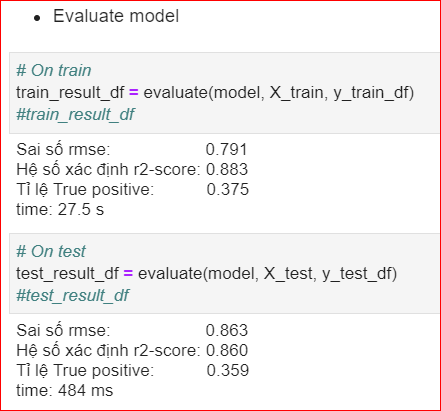 • Evaluate model
# On train
train_result_df = evaluate(model, X_train, y_train_df)
#train_result_df
Sai số rmse: 0.791
Hệ số xác định r2-score: 0.883
Tỉ lệ True positive: 0.375
time: 27.5 s
# On test
test_result_df = evaluate(model, X_test, y_test_df)
#test_result_df
Sai số rmse: 0.863
Hệ số xác định r2-score: 0.860
Tỉ lệ True positive: 0.359
time: 484 ms